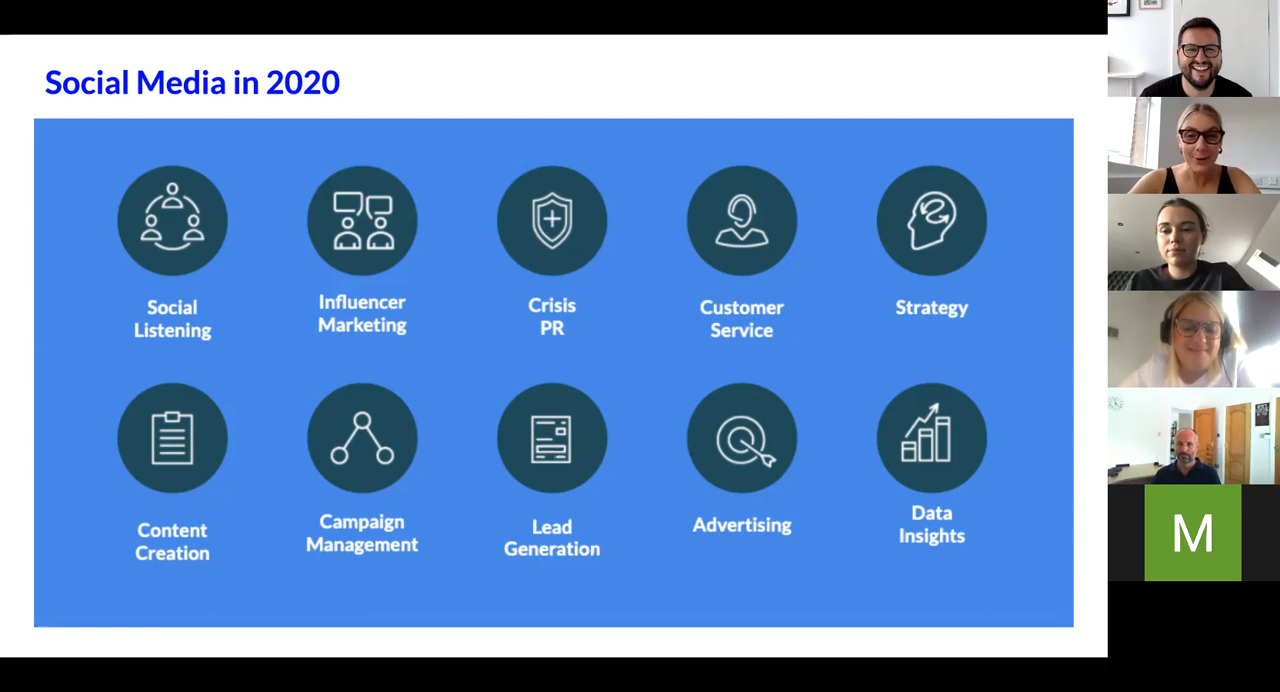 Social Media in 2020
Social
Listening
Influencer
Marketing
Crisis
PR
Customer
Service
Strategy
Content
Creation
Campaign
Management
Lead
Generation
Advertising
Data
Insights
M